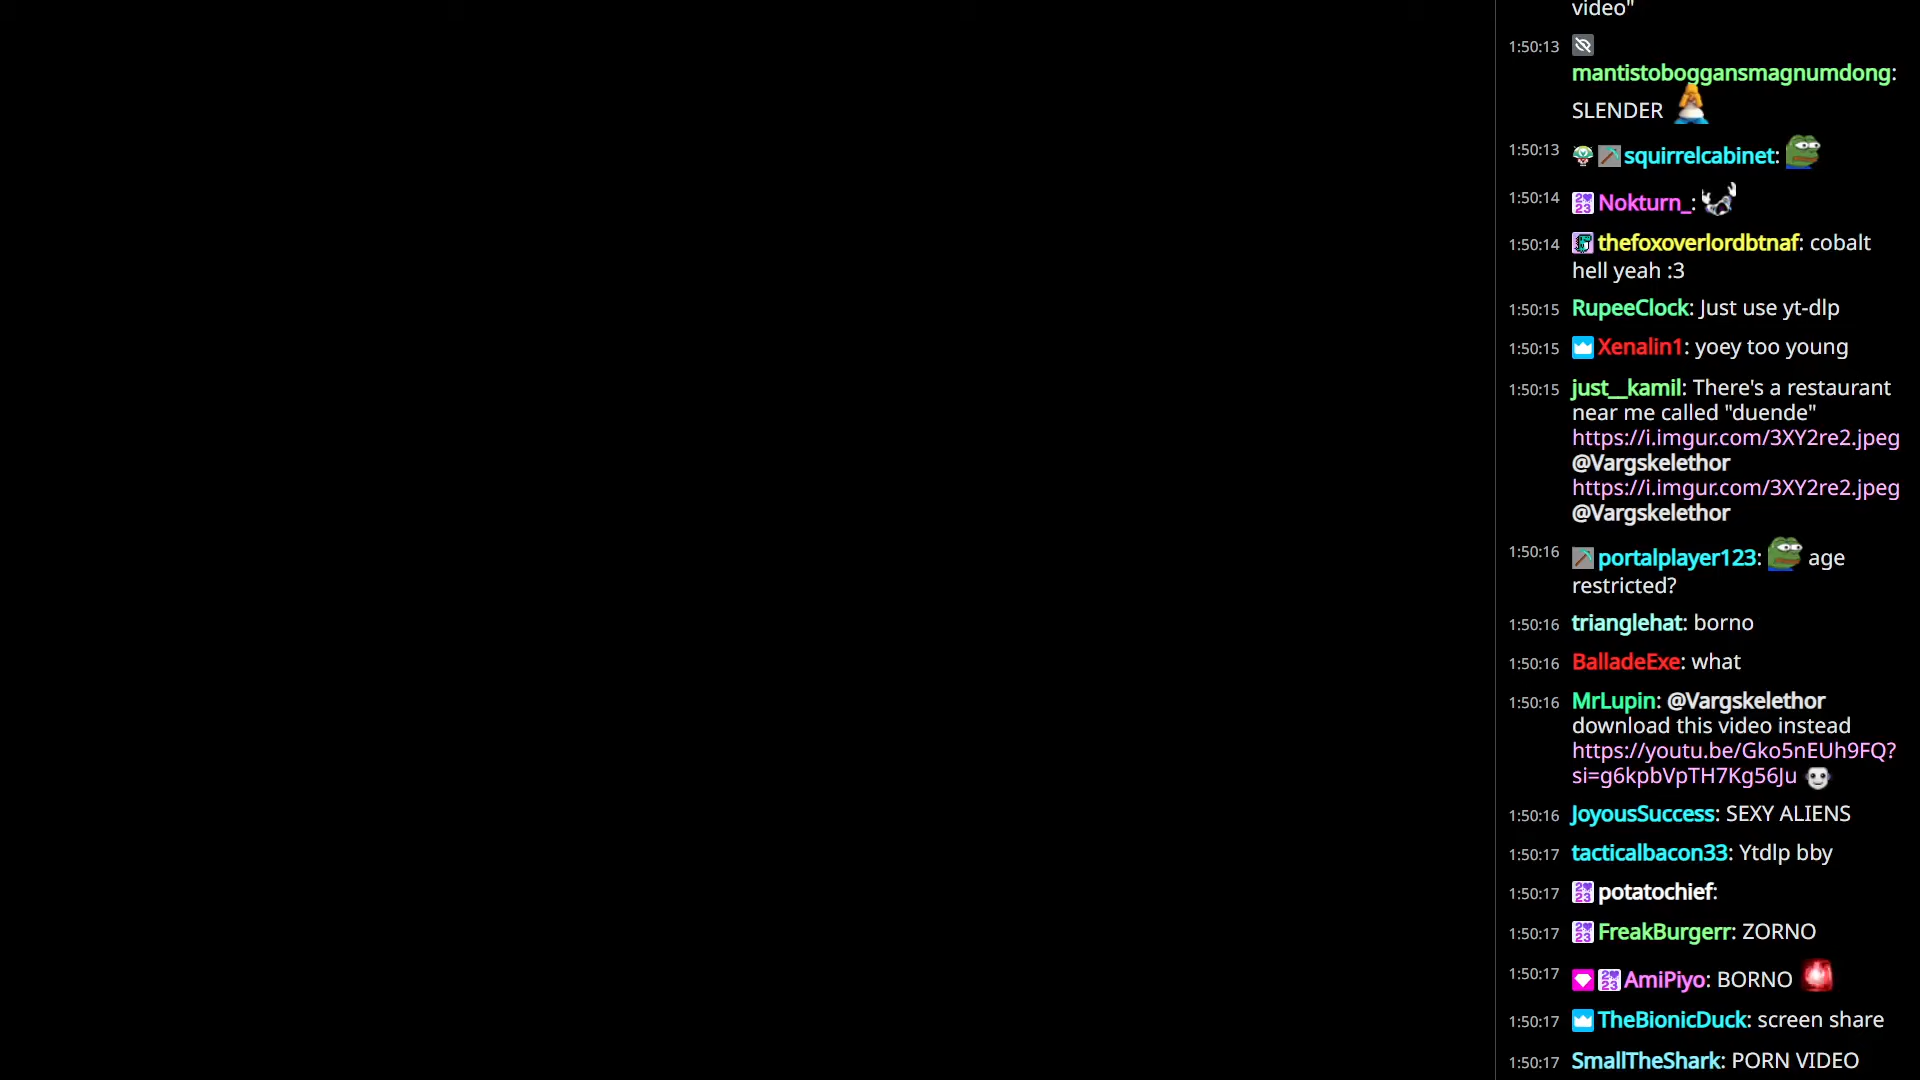 video"
1:50:13
mantistoboggansmagnumdong:
SLENDER
1:50:13 squirrelcabinet:
1:50:14 Nokturn_:
1:50:14 thefoxoverlordbtnaf: cobalt
hell yeah :3
1:50:15 RupeeClock: Just use yt-dlp
1:50:15 Xenalin1: yoey too young
1:50:15 just__kamil: There's a restaurant
near me called "duende"
https://i.imgur.com/3XY2re2.jpeg
@Vargskelethor
https://i.imgur.com/3XY2re2.jpeg
@Vargskelethor
1:50:16 portalplayer123: age
restricted?
1:50:16 trianglehat: borno
1:50:16 BalladeExe: what
1:50:16 MrLupin: @Vargskelethor
download this video instead
https://youtu.be/Gko5nEUh9FQ?
si=g6kpbVpTH7Kg56Ju
1:50:16 JoyousSuccess: SEXY ALIENS
1:50:17 tacticalbacon33: Ytdlp bby
1:50:17 potatochief:
1:50:17 FreakBurgerr: ZORNO
1:50:17 AmiPiyo: BORNO
1:50:17 TheBionicDuck: screen share
1:50:17 SmallTheShark: PORN VIDEO